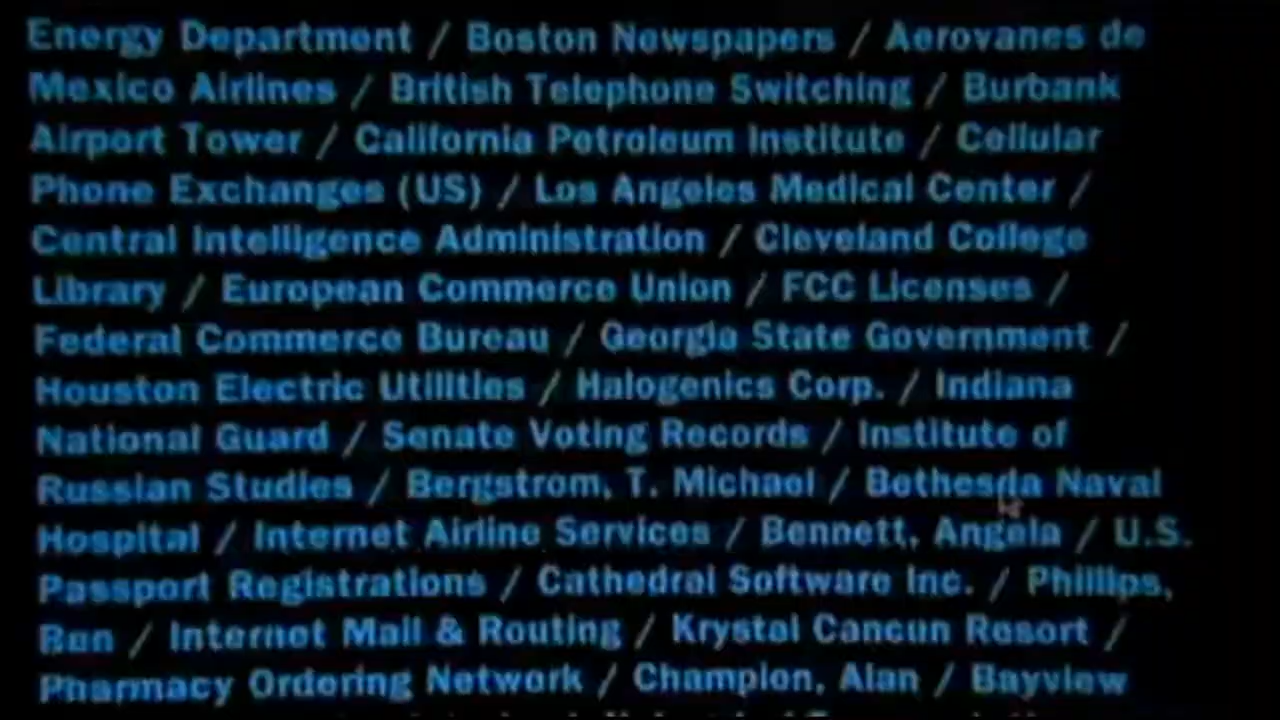 Energy Department / Boston Newspapers / Aerovanes de
Mexico Airlines / British Telephone Switching / Burbank
Airport Tower / California Petroleum Institute / Cellular
Phone Exchanges (US) / Los Angeles Medical Center /
Central Intelligence Administration / Cleveland College
Library / European Commerce Union / FCC Licenses /
Federal Commerce Bureau / Georgia State Government /
Houston Electric Utilities / Halogenics Corp. / Indiana
National Guard / Senate Voting Records / Institute of
Russian Studies / Bergstrom, T. Michael / Bethesda Naval
Hospital / Internet Airline Services / Bennett, Angela / U.S.
Passport Registrations / Cathedral Software Inc. / Phillips,
Ron / Internet Mail & Routing / Krystal Cancun Resort /
Pharmacy Ordering Network / Champion, Alan / Bayview